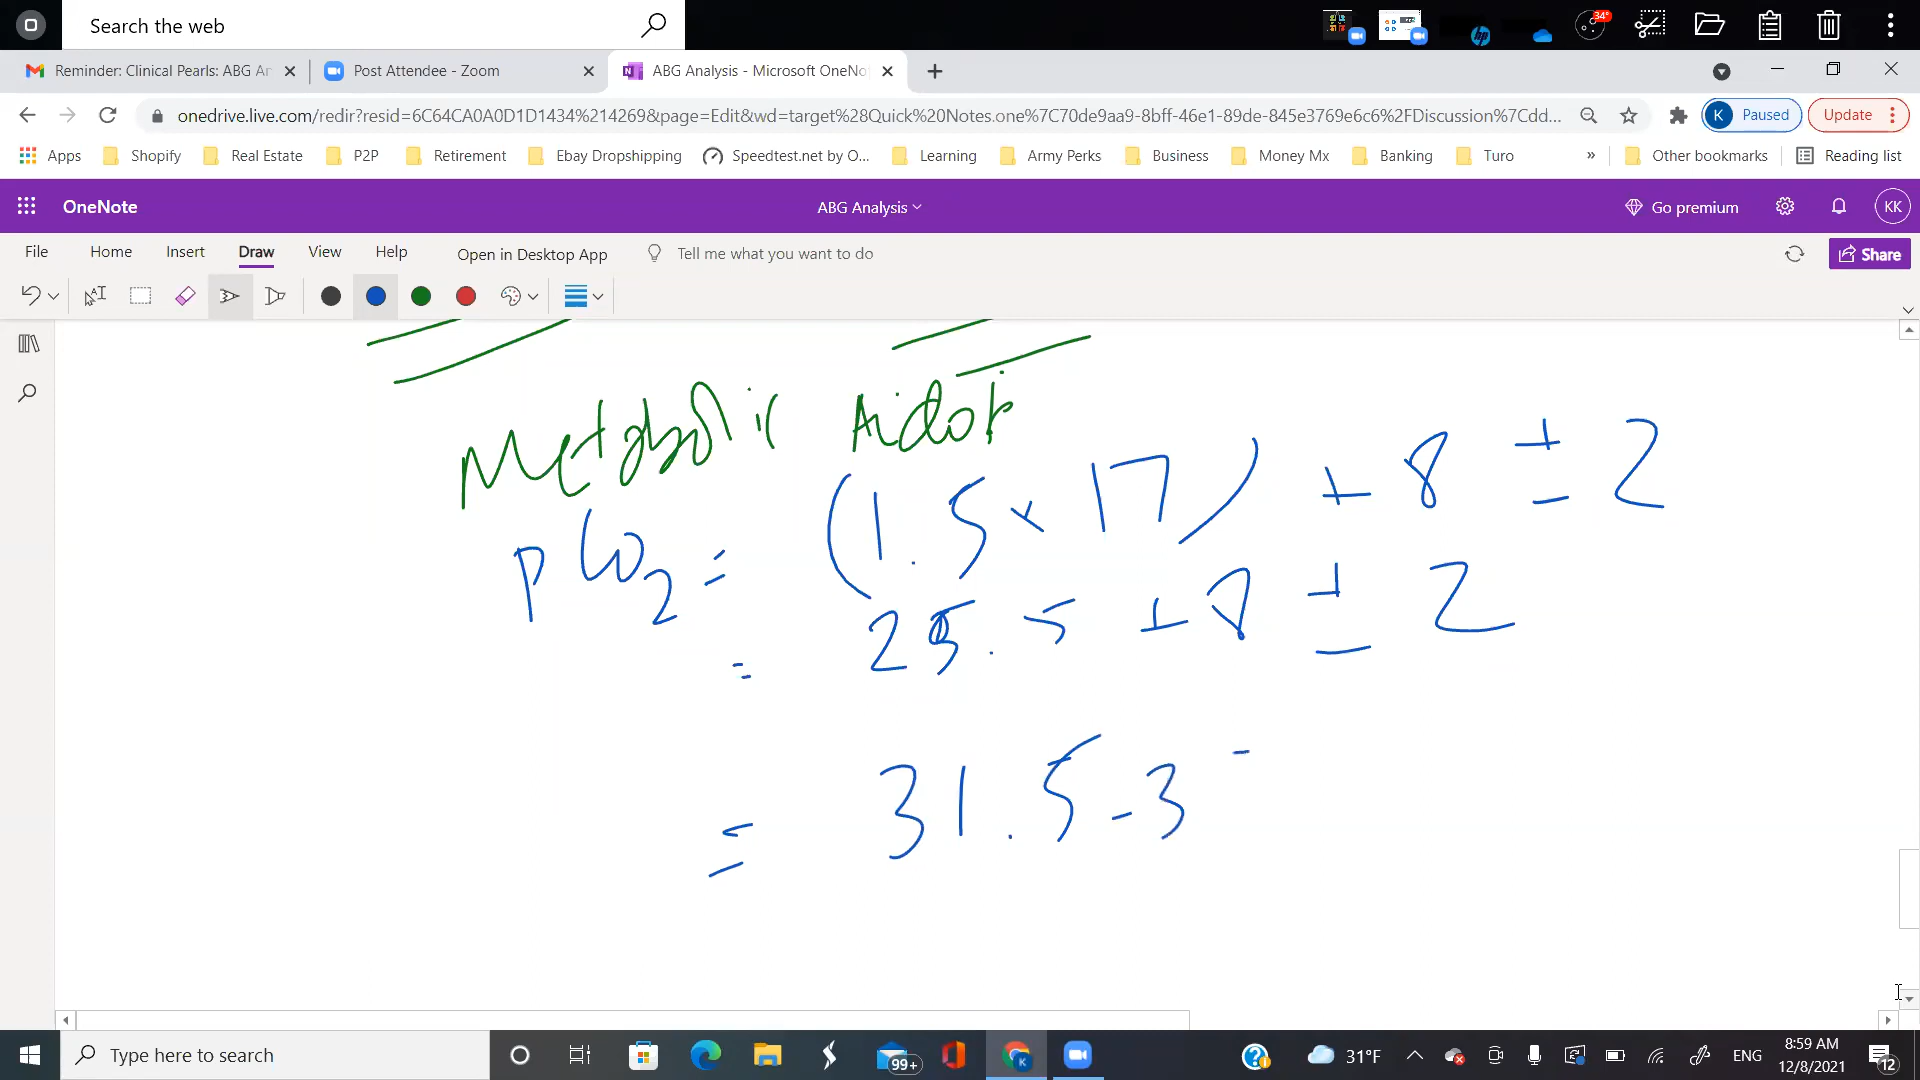 Search the web
34°
Reminder: Clinical Pearls: ABG An
Post Attendee - Zoom
ABG Analysis - Microsoft OneNo
onedrive.live.com/redir?resid=6C64CA0A0D1D1434%214269&page=Edit&wd=target%28Quick%20Notes.one%7C70de9aa9-8bff-46e1-89de-845e3769e6c6%2FDiscussion%7Cdd...
K Paused
Update
Apps
Shopify
Real Estate
P2P
Retirement
Ebay Dropshipping
Speedtest.net by O...
Learning
Army Perks
Business
Money Mx
Banking
Turo
»
Other bookmarks
Reading list
OneNote
ABG Analysis
Go premium
KK
File
Home
Insert
Draw
View
Help
Open in Desktop App
Tell me what you want to do
Share
Metabolic
pCO2 = (1.5 × 17) + 8 ± 2
= 25.5 + 8 ± 2
= 31.5 - 3
Type here to search
99+
31°F
ENG
8:59 AM
12/8/2021
12